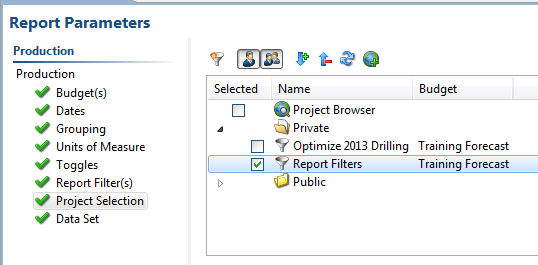 Report Parameters
Production
Production
Budget(s)
Dates
Grouping
Units of Measure
Toggles
Report Filter(s)
Project Selection
Data Set
Selected Name Budget
Project Browser
Private
Optimize 2013 Drilling Training Forecast
Report Filters Training Forecast
Public